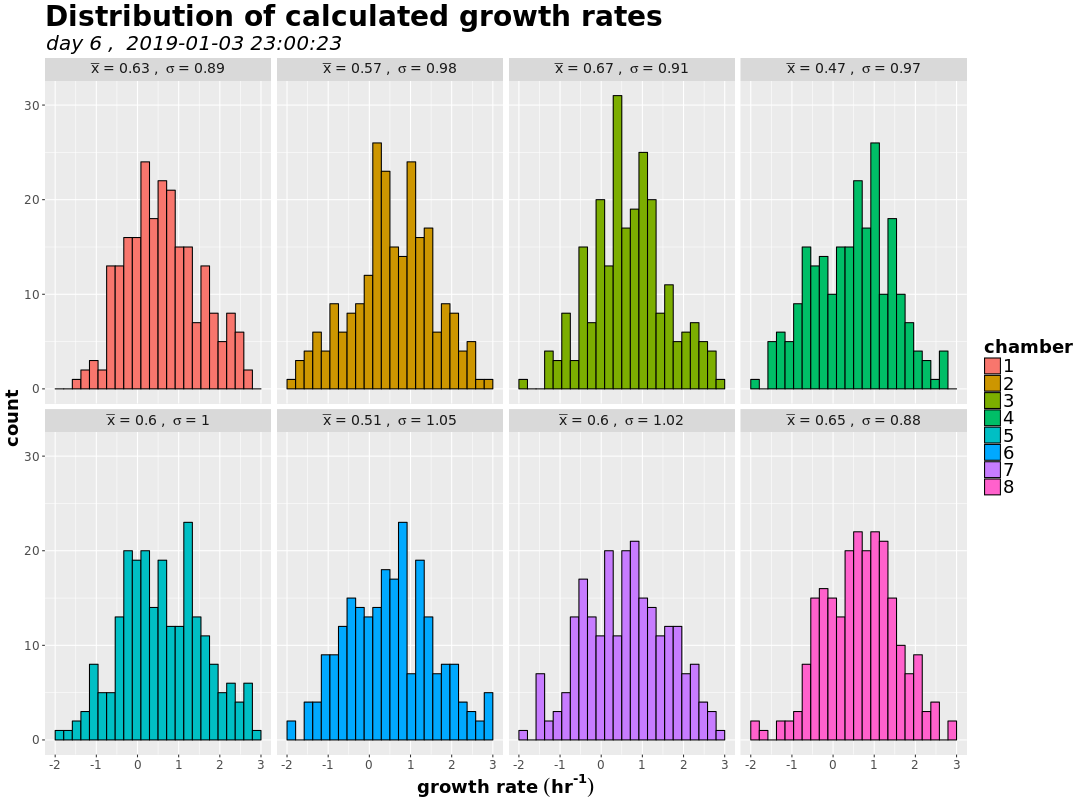 Distribution of calculated growth rates
day 6 ,  2019-01-03 23:00:23
x̅ = 0.63 ,  σ = 0.89
x̅ = 0.57 ,  σ = 0.98
x̅ = 0.67 ,  σ = 0.91
x̅ = 0.47 ,  σ = 0.97
30
20
10
0
x̅ = 0.6 ,  σ = 1
x̅ = 0.51 ,  σ = 1.05
x̅ = 0.6 ,  σ = 1.02
x̅ = 0.65 ,  σ = 0.88
30
20
10
0
-2 -1 0 1 2 3
-2 -1 0 1 2 3
-2 -1 0 1 2 3
-2 -1 0 1 2 3
count
growth rate (hr⁻¹)
chamber
1
2
3
4
5
6
7
8